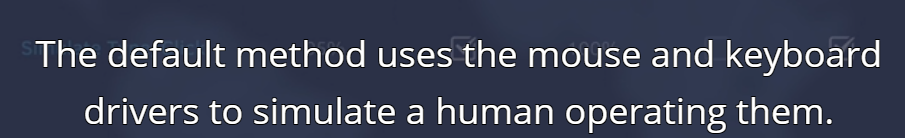 The default method uses the mouse and keyboard
drivers to simulate a human operating them.